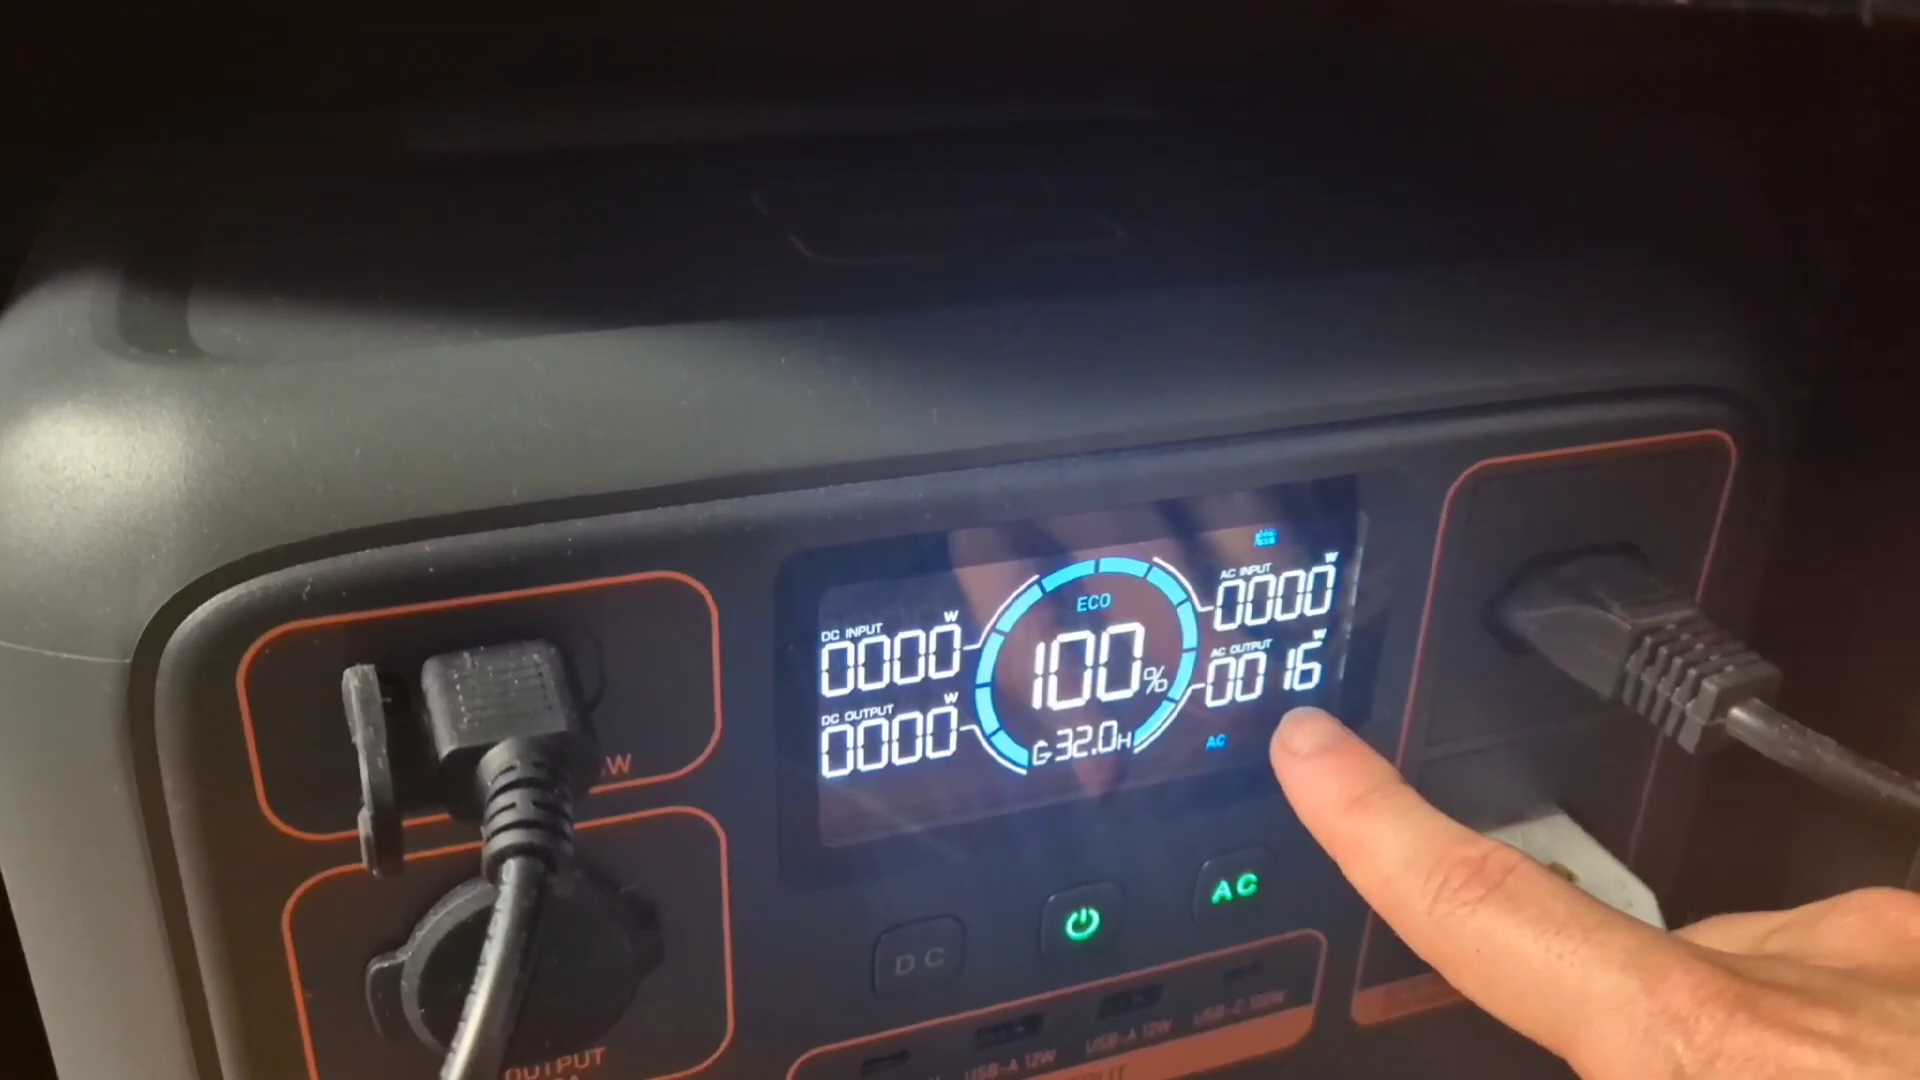 DC INPUT
0000 W
DC OUTPUT
0000 W
ECO
100%
32.0H
AC INPUT
0000 W
AC OUTPUT
0016 W
AC
DC
AC
W
OUTPUT
USB-A 12W
USB-A 12W
USB-C 100W